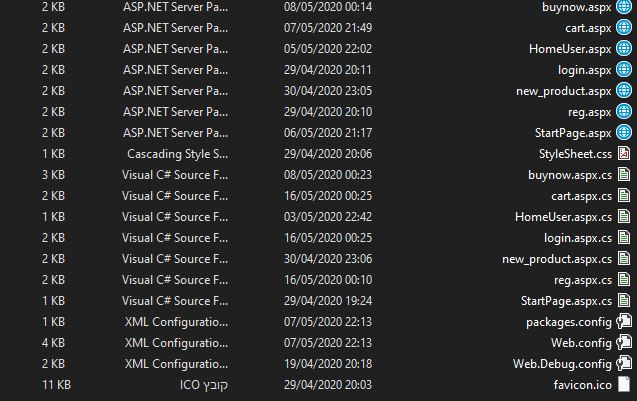 buynow.aspx 08/05/2020 00:14 ASP.NET Server Pa... 2 KB
cart.aspx 07/05/2020 21:49 ASP.NET Server Pa... 2 KB
HomeUser.aspx 05/05/2020 22:02 ASP.NET Server Pa... 2 KB
login.aspx 29/04/2020 20:11 ASP.NET Server Pa... 2 KB
new_product.aspx 30/04/2020 23:05 ASP.NET Server Pa... 2 KB
reg.aspx 29/04/2020 20:10 ASP.NET Server Pa... 2 KB
StartPage.aspx 06/05/2020 21:17 ASP.NET Server Pa... 2 KB
StyleSheet.css 29/04/2020 20:06 Cascading Style S... 1 KB
buynow.aspx.cs 08/05/2020 00:23 Visual C# Source F... 3 KB
cart.aspx.cs 16/05/2020 00:25 Visual C# Source F... 2 KB
HomeUser.aspx.cs 03/05/2020 22:42 Visual C# Source F... 1 KB
login.aspx.cs 16/05/2020 00:25 Visual C# Source F... 2 KB
new_product.aspx.cs 30/04/2020 23:06 Visual C# Source F... 2 KB
reg.aspx.cs 16/05/2020 00:10 Visual C# Source F... 2 KB
StartPage.aspx.cs 29/04/2020 19:24 Visual C# Source F... 1 KB
packages.config 07/05/2020 22:13 XML Configuratio... 1 KB
Web.config 07/05/2020 22:13 XML Configuratio... 4 KB
Web.Debug.config 19/04/2020 20:18 XML Configuratio... 2 KB
favicon.ico 29/04/2020 20:03 קובץ ICO 11 KB